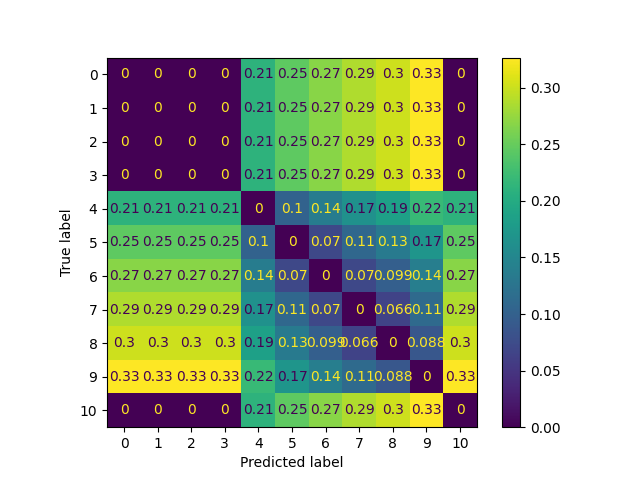 0 0 0 0 0 0.21 0.25 0.27 0.29 0.3 0.33 0
1 0 0 0 0 0.21 0.25 0.27 0.29 0.3 0.33 0
2 0 0 0 0 0.21 0.25 0.27 0.29 0.3 0.33 0
3 0 0 0 0 0.21 0.25 0.27 0.29 0.3 0.33 0
4 0.21 0.21 0.21 0.21 0 0.1 0.14 0.17 0.19 0.22 0.21
5 0.25 0.25 0.25 0.25 0.1 0 0.07 0.11 0.13 0.17 0.25
6 0.27 0.27 0.27 0.27 0.14 0.07 0 0.07 0.099 0.14 0.27
7 0.29 0.29 0.29 0.29 0.17 0.11 0.07 0 0.066 0.11 0.29
8 0.3 0.3 0.3 0.3 0.19 0.13 0.099 0.066 0 0.088 0.3
9 0.33 0.33 0.33 0.33 0.22 0.17 0.14 0.11 0.088 0 0.33
10 0 0 0 0 0.21 0.25 0.27 0.29 0.3 0.33 0
0 1 2 3 4 5 6 7 8 9 10
Predicted label
True label
0.30
0.25
0.20
0.15
0.10
0.05
0.00